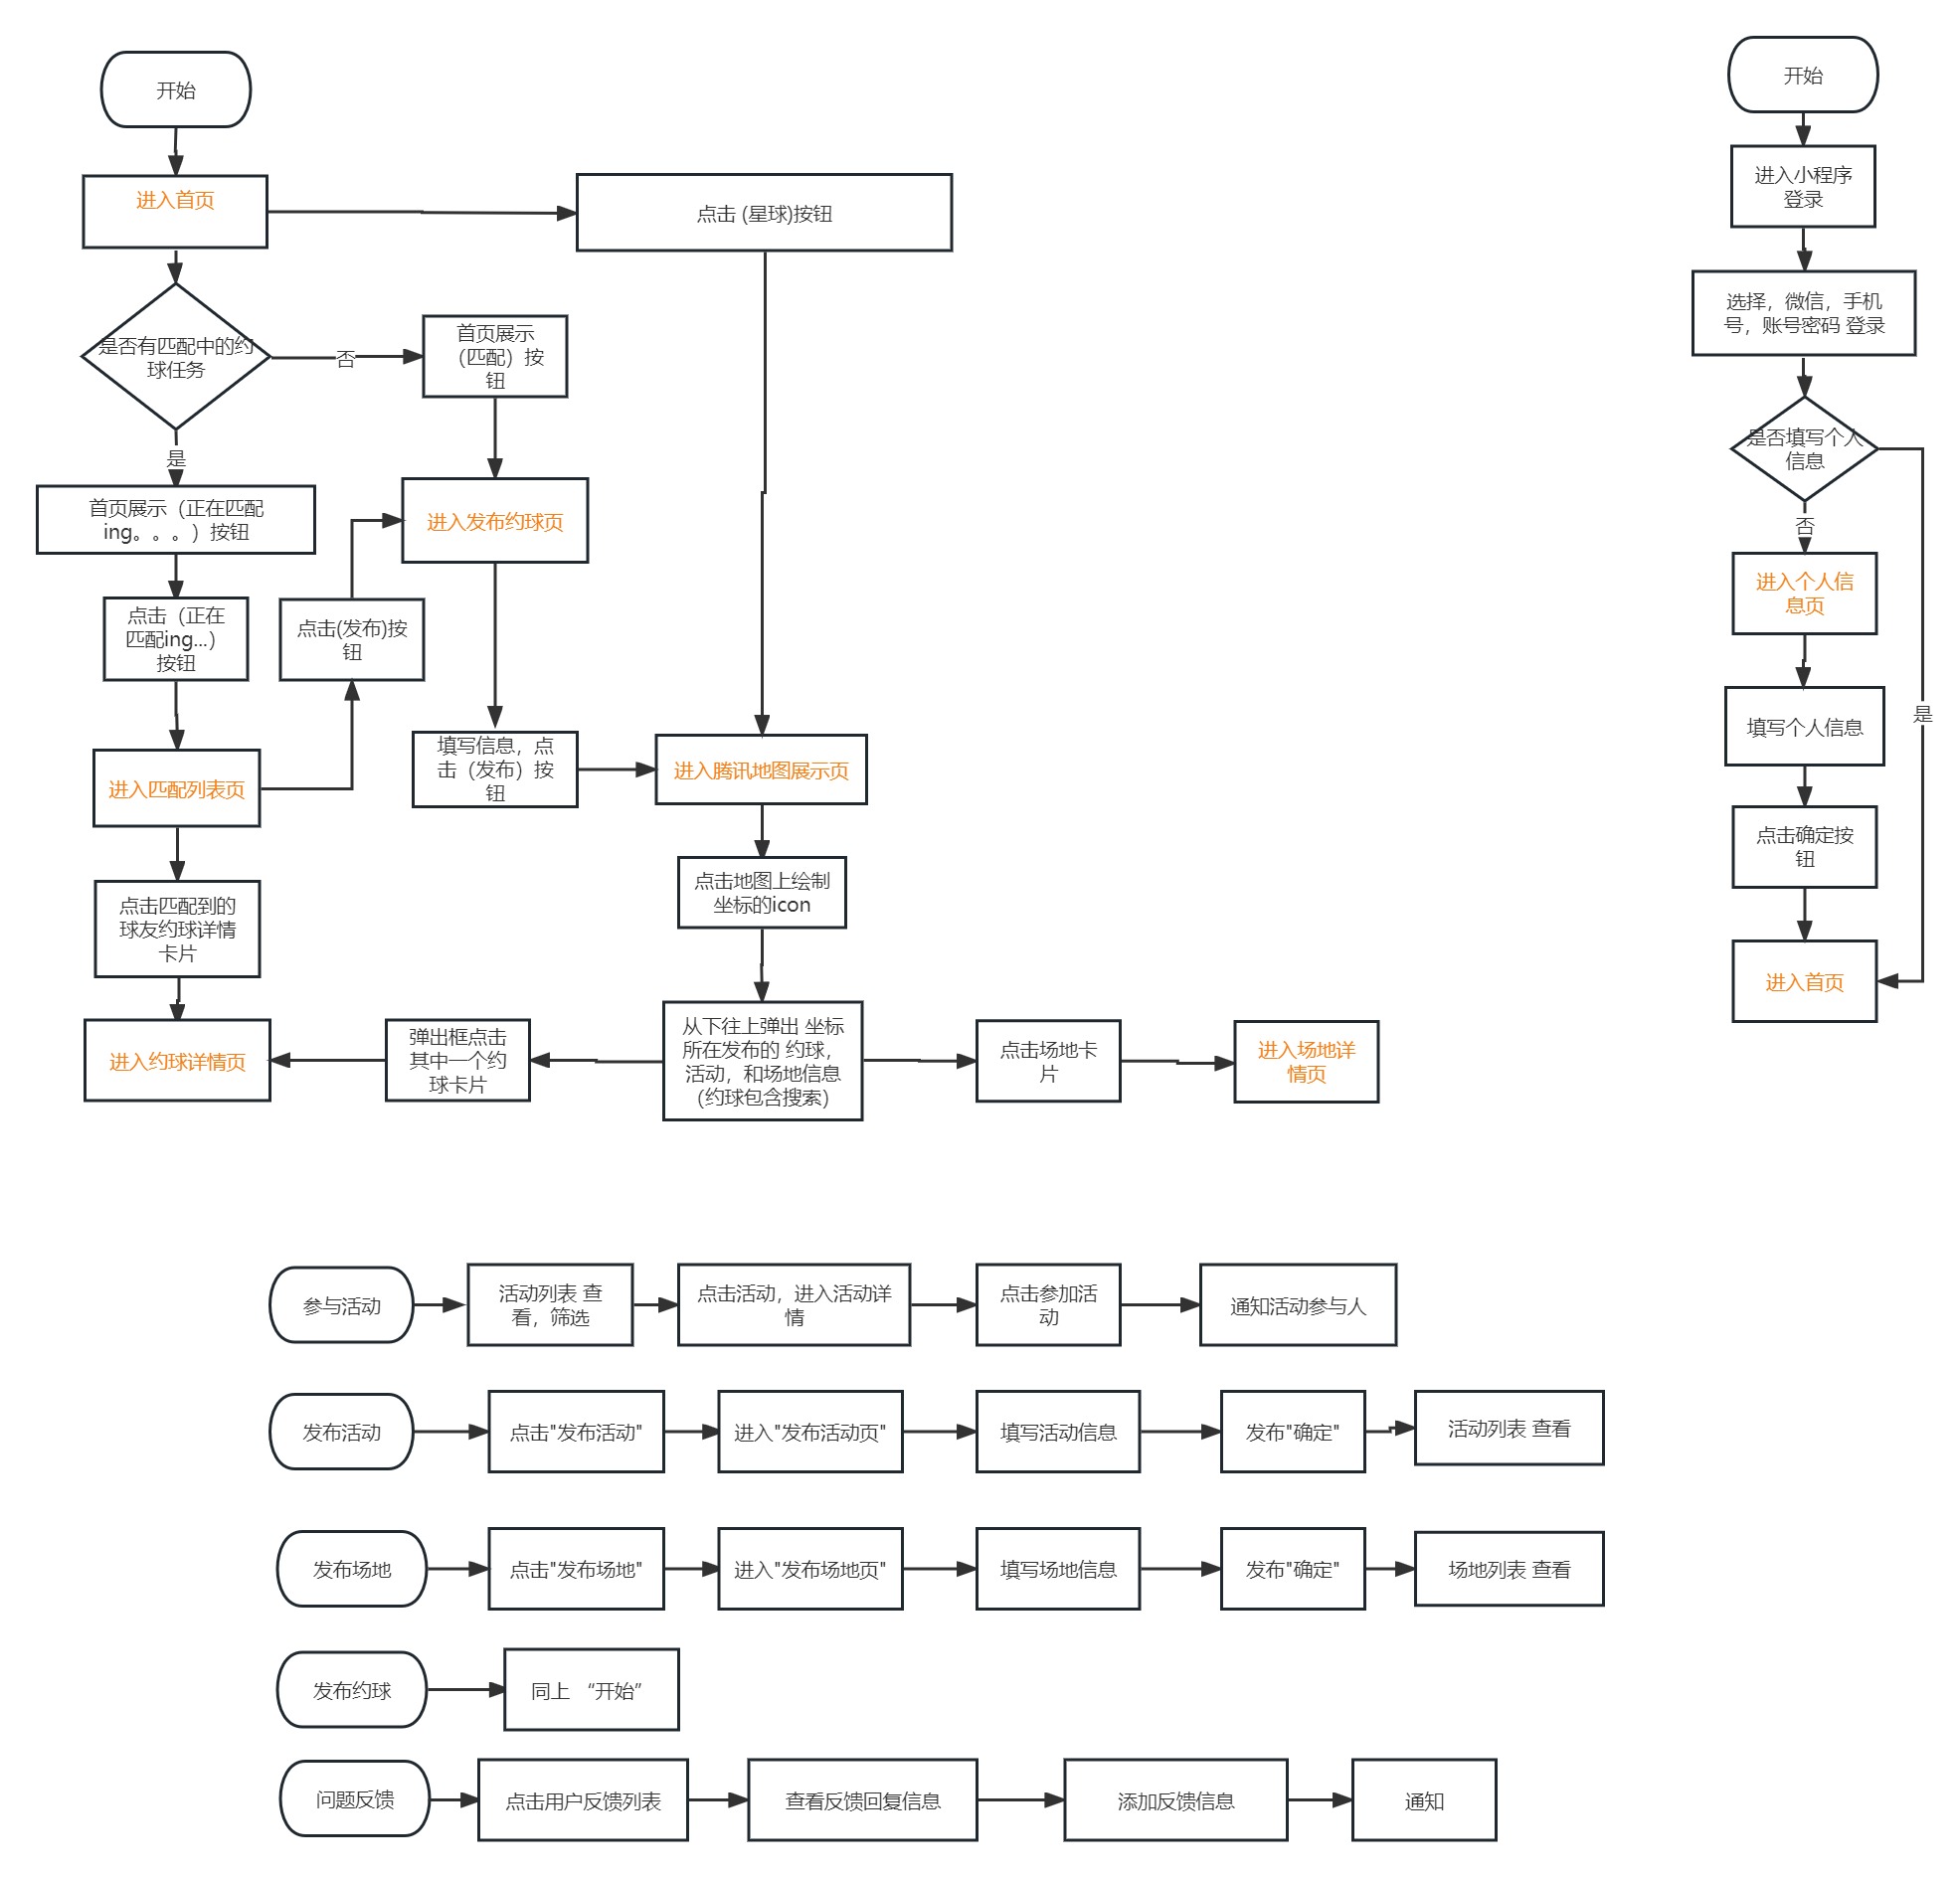 开始
进入首页
点击 (星球)按钮
是否有匹配中的约
球任务
否
首页展示
（匹配）按
钮
是
首页展示（正在匹配
ing。。。）按钮
进入发布约球页
点击（正在
匹配ing...）
按钮
点击(发布)按
钮
进入匹配列表页
填写信息，点
击（发布）按
钮
进入腾讯地图展示页
点击匹配到的
球友约球详情
卡片
点击地图上绘制
坐标的icon
进入约球详情页
弹出框点击
其中一个约
球卡片
从下往上弹出 坐标
所在发布的 约球，
活动，和场地信息
（约球包含搜索）
点击场地卡
片
进入场地详
情页
开始
进入小程序
登录
选择，微信，手机
号，账号密码 登录
是否填写个人
信息
否
进入个人信
息页
是
填写个人信息
点击确定按
钮
进入首页
参与活动
活动列表 查
看，筛选
点击活动，进入活动详
情
点击参加活
动
通知活动参与人
发布活动
点击"发布活动"
进入"发布活动页"
填写活动信息
发布"确定"
活动列表 查看
发布场地
点击"发布场地"
进入"发布场地页"
填写场地信息
发布"确定"
场地列表 查看
发布约球
同上 “开始”
问题反馈
点击用户反馈列表
查看反馈回复信息
添加反馈信息
通知